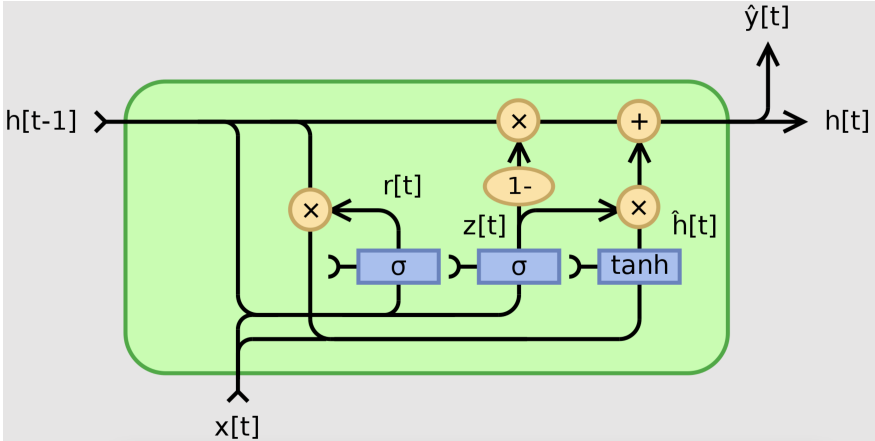 ŷ[t]
h[t-1]
×
+
h[t]
1-
r[t]
×
z[t]
×
ĥ[t]
σ
σ
tanh
x[t]